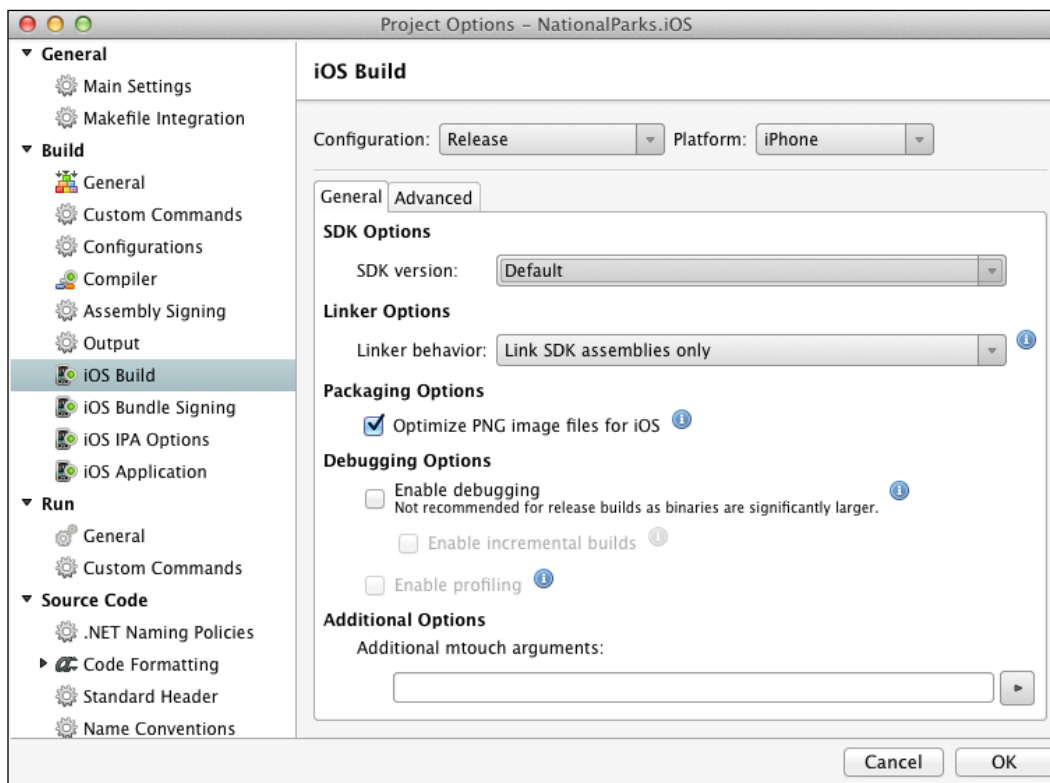 Project Options – NationalParks.iOS
General
Main Settings
Makefile Integration
Build
General
Custom Commands
Configurations
Compiler
Assembly Signing
Output
iOS Build
iOS Bundle Signing
iOS IPA Options
iOS Application
Run
General
Custom Commands
Source Code
.NET Naming Policies
Code Formatting
Standard Header
Name Conventions
iOS Build
Configuration: Release Platform: iPhone
General Advanced
SDK Options
SDK version: Default
Linker Options
Linker behavior: Link SDK assemblies only
Packaging Options
Optimize PNG image files for iOS
Debugging Options
Enable debugging
Not recommended for release builds as binaries are significantly larger.
Enable incremental builds
Enable profiling
Additional Options
Additional mtouch arguments:
Cancel OK